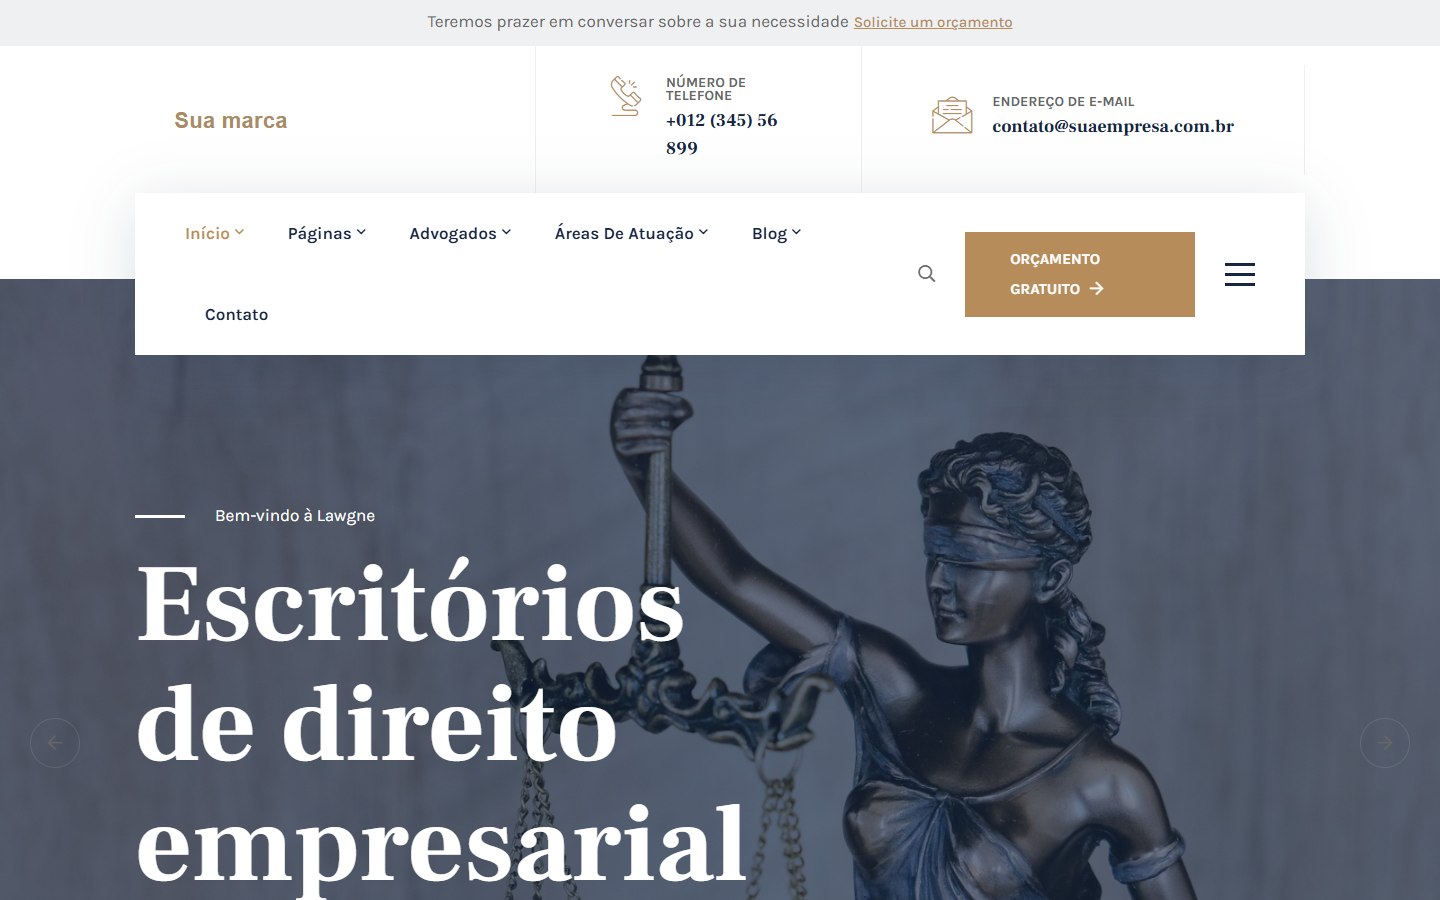 Teremos prazer em conversar sobre a sua necessidade Solicite um orçamento
Sua marca
NÚMERO DE
TELEFONE
+012 (345) 56
899
ENDEREÇO DE E-MAIL
contato@suaempresa.com.br
Início Páginas Advogados Áreas De Atuação Blog
Contato
ORÇAMENTO
GRATUITO
Bem-vindo à Lawgne
Escritórios
de direito
empresarial